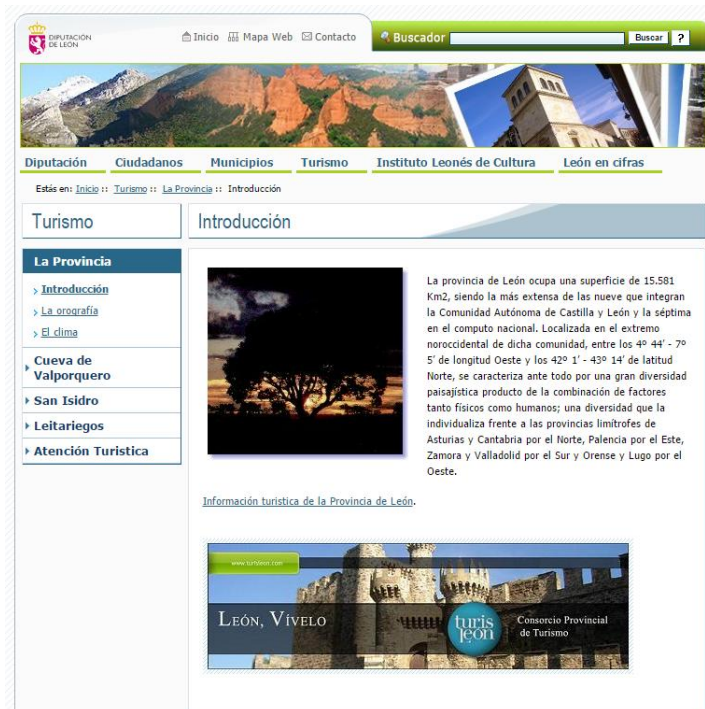 DIPUTACIÓN
DE LEÓN
Inicio Mapa Web Contacto
Buscador Buscar ?
Diputación Ciudadanos Municipios Turismo Instituto Leonés de Cultura León en cifras
Estás en: Inicio :: Turismo :: La Provincia :: Introducción
Turismo
La Provincia
Introducción
La orografía
El clima
Cueva de
Valporquero
San Isidro
Leitariegos
Atención Turistica
Introducción
La provincia de León ocupa una superficie de 15.581
Km2, siendo la más extensa de las nueve que integran
la Comunidad Autónoma de Castilla y León y la séptima
en el computo nacional. Localizada en el extremo
noroccidental de dicha comunidad, entre los 4º 44’ - 7º
5’ de longitud Oeste y los 42º 1’ - 43º 14’ de latitud
Norte, se caracteriza ante todo por una gran diversidad
paisajística producto de la combinación de factores
tanto físicos como humanos; una diversidad que la
individualiza frente a las provincias limítrofes de
Asturias y Cantabria por el Norte, Palencia por el Este,
Zamora y Valladolid por el Sur y Orense y Lugo por el
Oeste.
Información turistica de la Provincia de León.
www.turisleon.com
León, Vívelo
turis
león
Consorcio Provincial
de Turismo